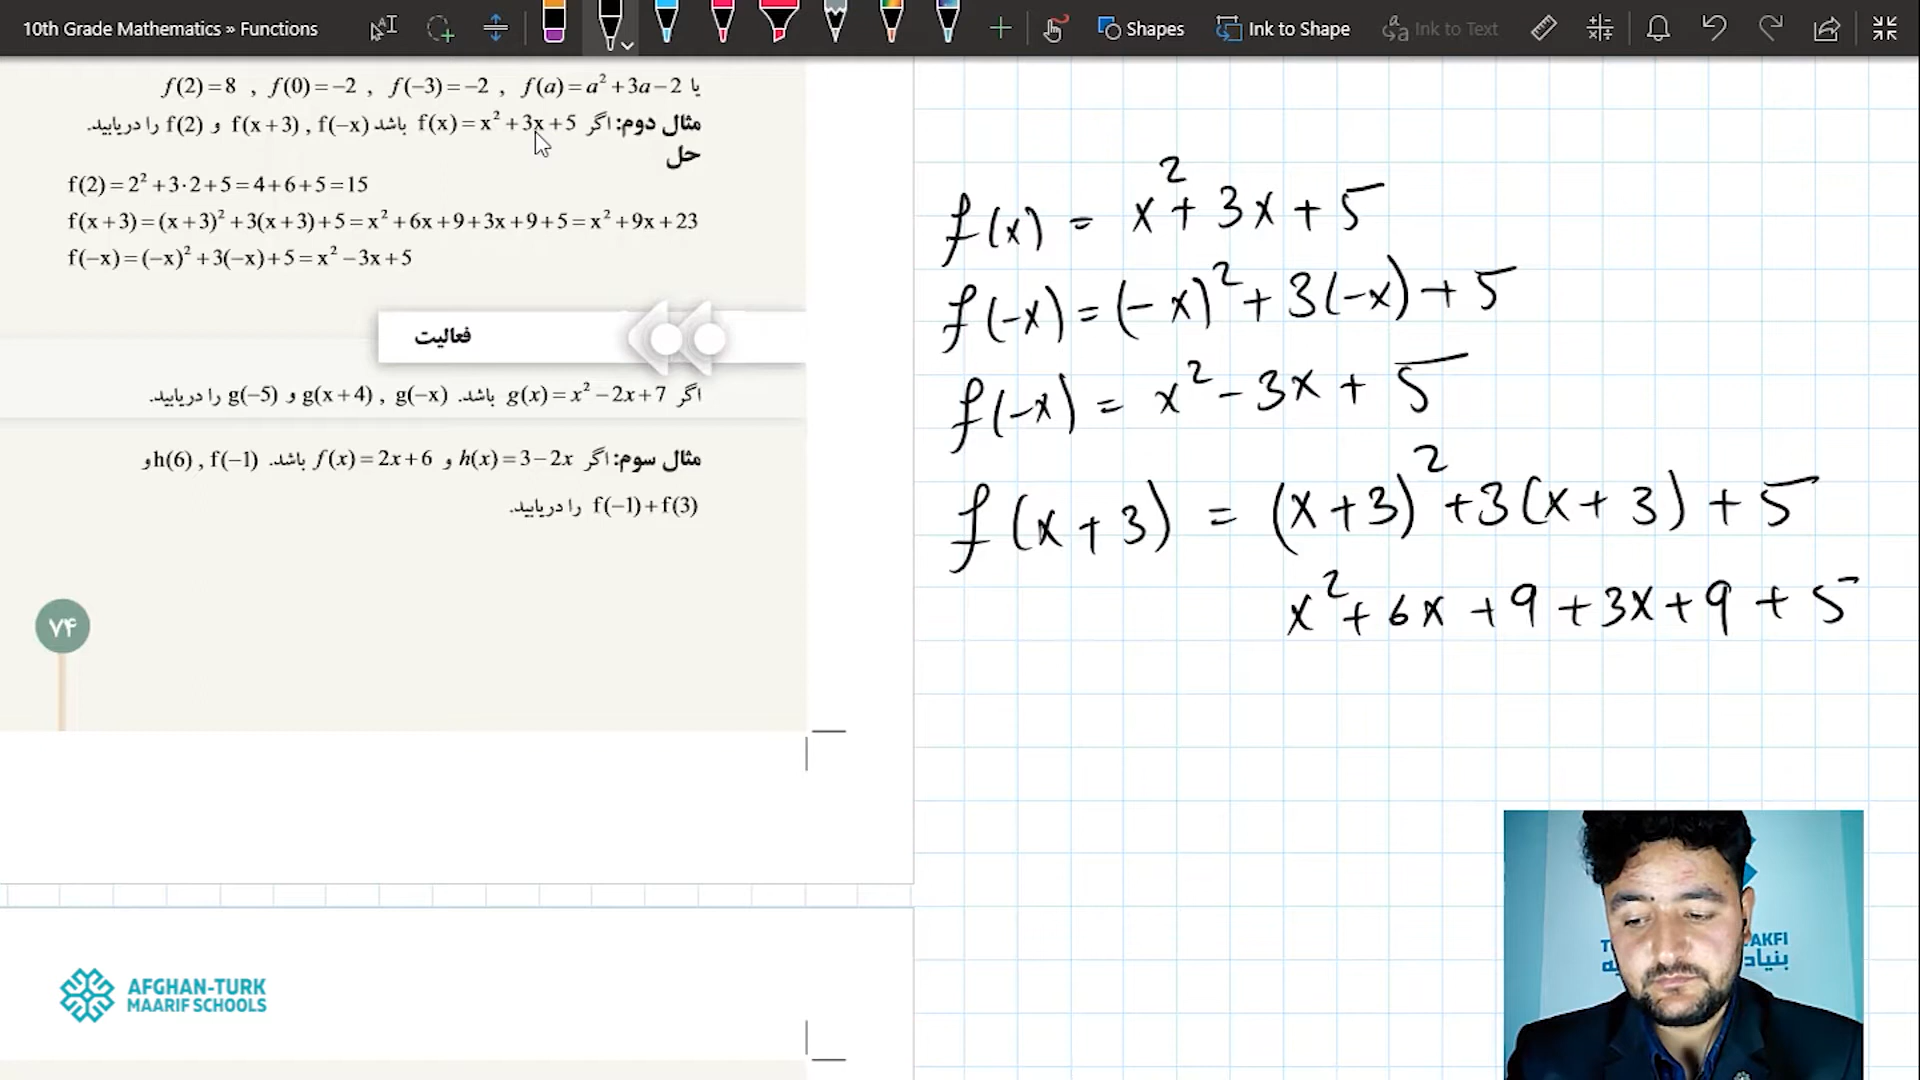 10th Grade Mathematics » Functions
Shapes
Ink to Shape
Ink to Text
یا f(a)=a²+3a−2 , f(−3)=−2 , f(0)=−2 , f(2)=8
مثال دوم: اگر f(x)=x²+3x+5 باشد f(x+3) , f(−x) و f(2) را دریابید.
حل
f(2)=2²+3·2+5=4+6+5=15
f(x+3)=(x+3)²+3(x+3)+5=x²+6x+9+3x+9+5=x²+9x+23
f(−x)=(−x)²+3(−x)+5=x²−3x+5
فعالیت
اگر g(x)=x²−2x+7 باشد. g(x+4) , g(−x) و g(−5) را دریابید.
مثال سوم: اگر h(x)=3−2x و f(x)=2x+6 باشد. h(6) , f(−1) و
f(−1)+f(3) را دریابید.
۷۴
AFGHAN-TURK
MAARIF SCHOOLS
f(x) = x²+3x+5
f(-x) = (-x)²+3(-x)+5
f(-x) = x²-3x+5
f(x+3) = (x+3)²+3(x+3)+5
x²+6x+9+3x+9+5
AKFI
بنیاد